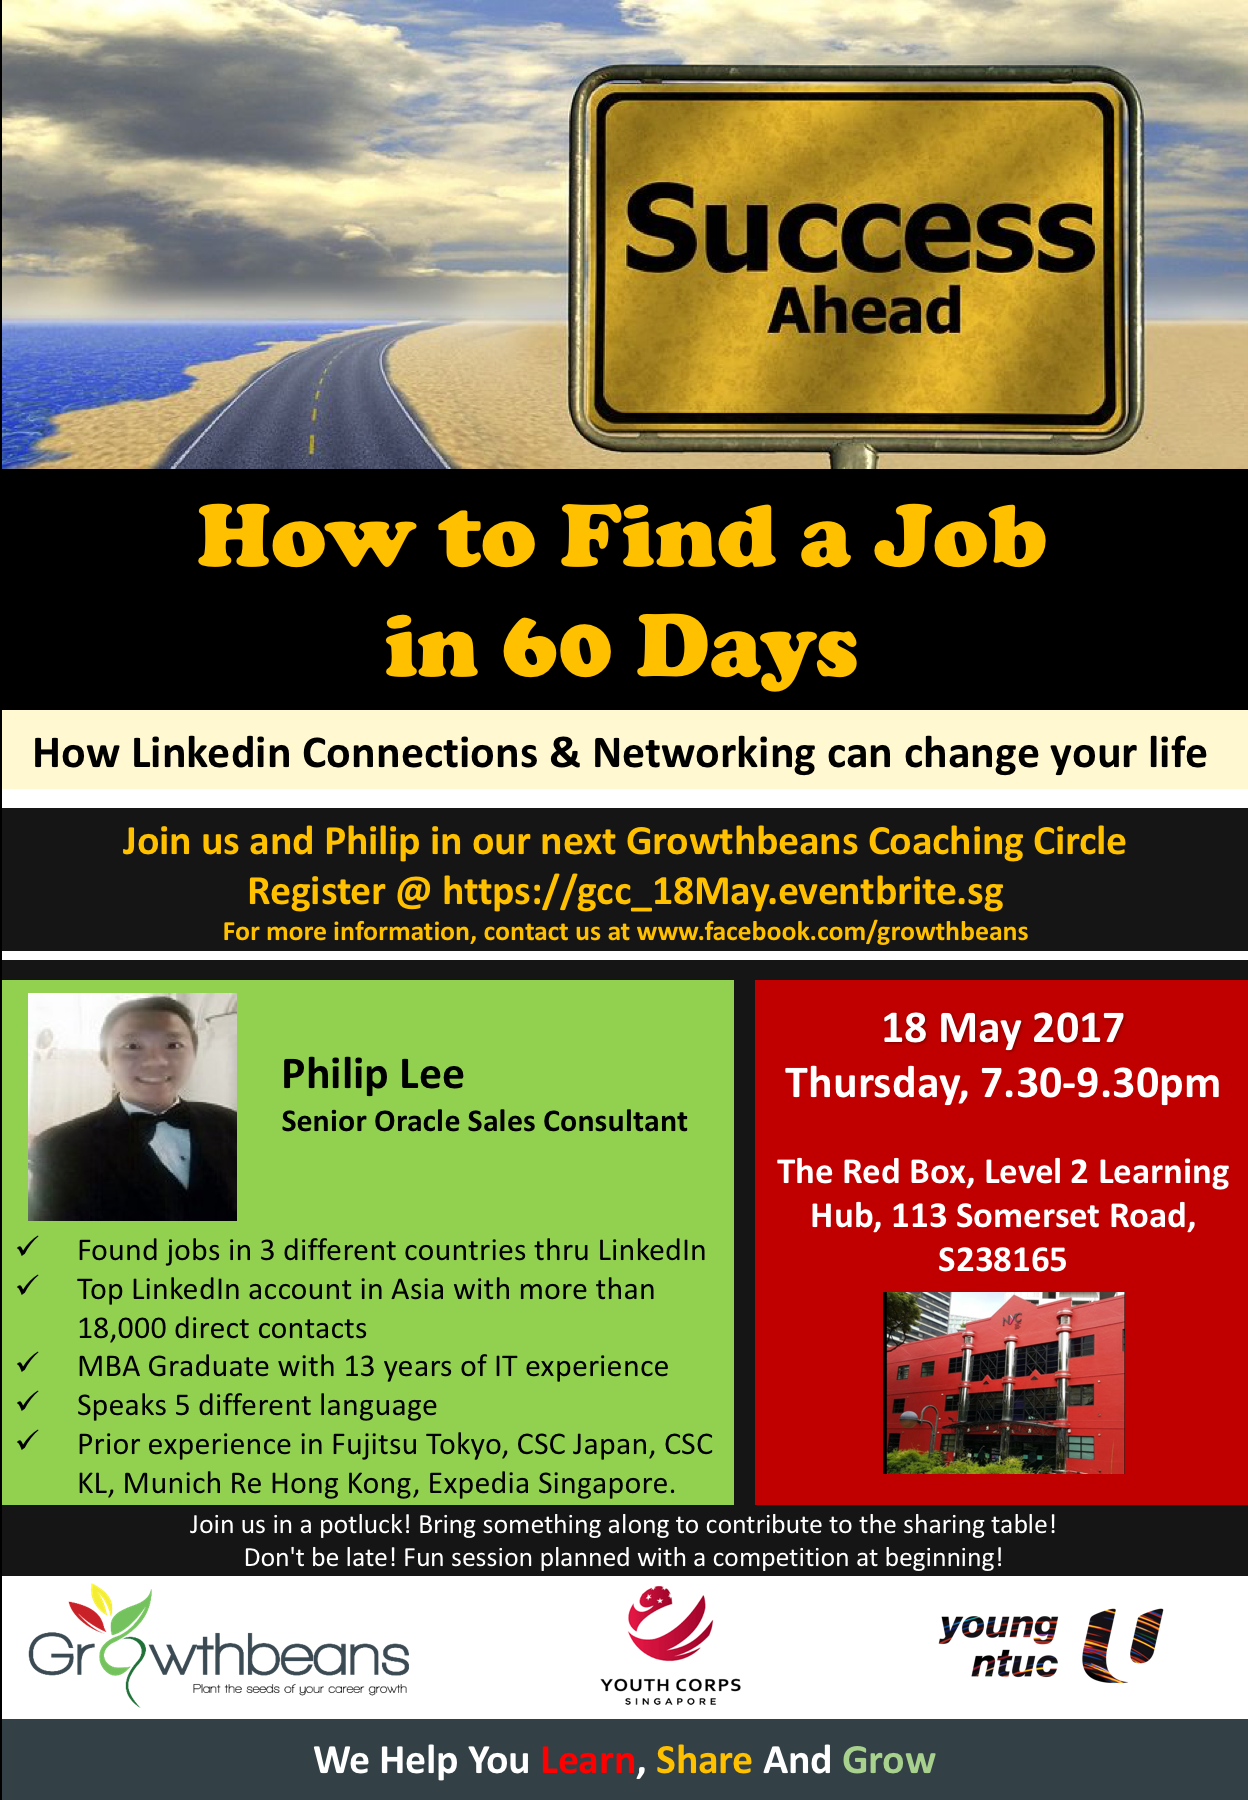 Success
Ahead
How to Find a Job
in 60 Days
How Linkedin Connections & Networking can change your life
Join us and Philip in our next Growthbeans Coaching Circle
Register @ https://gcc_18May.eventbrite.sg
For more information, contact us at www.facebook.com/growthbeans
Philip Lee
Senior Oracle Sales Consultant
✓ Found jobs in 3 different countries thru LinkedIn
✓ Top LinkedIn account in Asia with more than
18,000 direct contacts
✓ MBA Graduate with 13 years of IT experience
✓ Speaks 5 different language
✓ Prior experience in Fujitsu Tokyo, CSC Japan, CSC
KL, Munich Re Hong Kong, Expedia Singapore.
18 May 2017
Thursday, 7.30-9.30pm
The Red Box, Level 2 Learning
Hub, 113 Somerset Road,
S238165
Join us in a potluck! Bring something along to contribute to the sharing table!
Don't be late! Fun session planned with a competition at beginning!
Growthbeans
Plant the seeds of your career growth
YOUTH CORPS
SINGAPORE
young
ntuc
U
We Help You Learn, Share And Grow